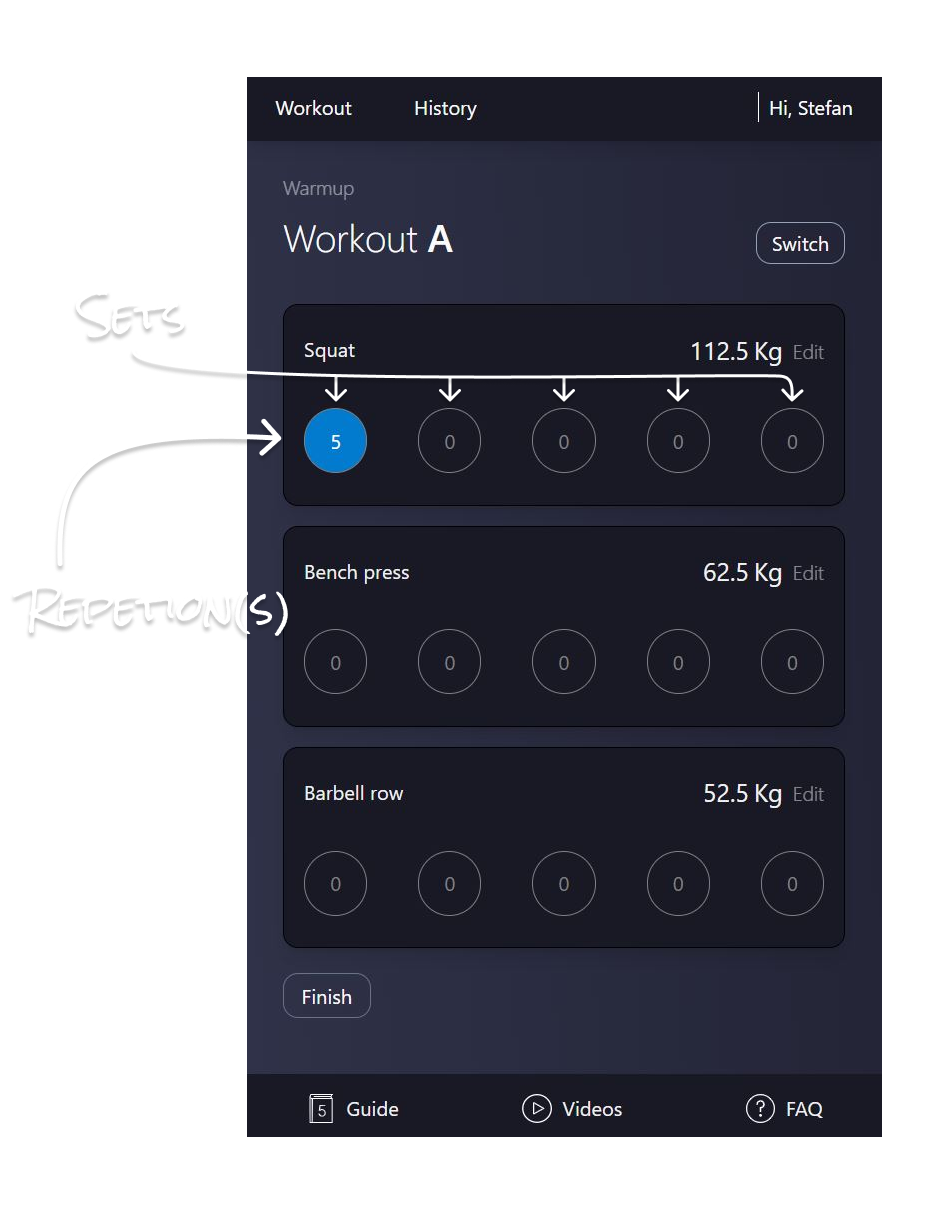 Workout History Hi, Stefan
Warmup
Workout A Switch
Sets
Squat 112.5 Kg Edit
5 0 0 0 0
Bench press 62.5 Kg Edit
Repetion(s)
0 0 0 0 0
Barbell row 52.5 Kg Edit
0 0 0 0 0
Finish
5 Guide Videos ? FAQ